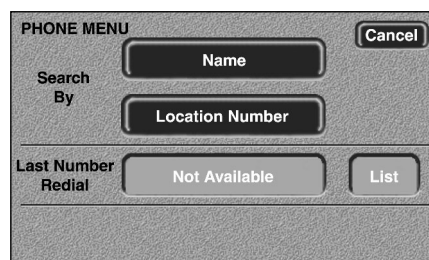 PHONE MENU
Cancel
Name
Search
By
Location Number
Last Number
Redial
Not Available
List